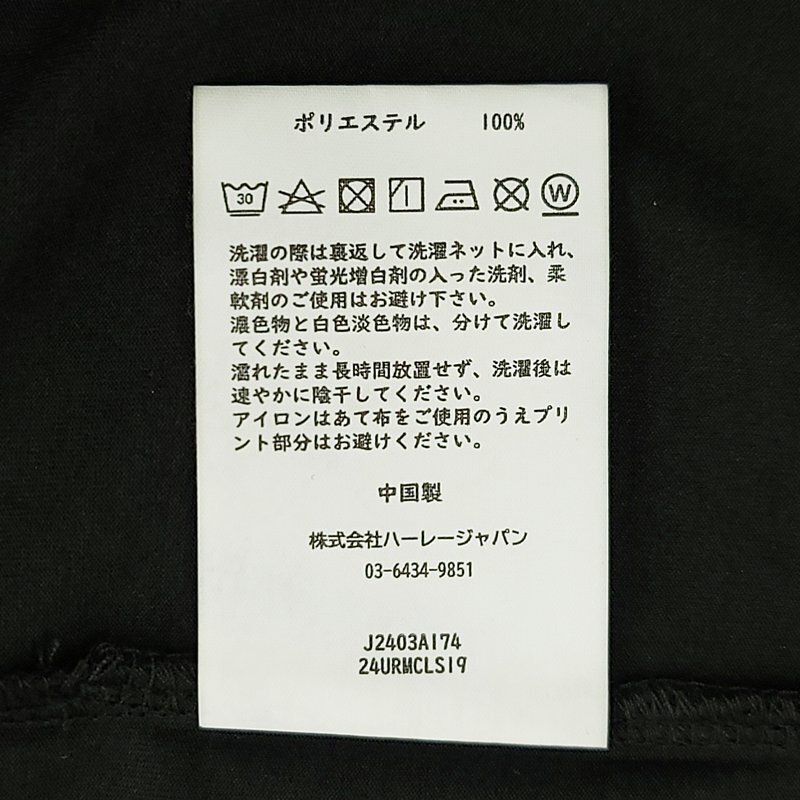 ポリエステル 100%
30
W
洗濯の際は裏返して洗濯ネットに入れ、
漂白剤や蛍光増白剤の入った洗剤、柔
軟剤のご使用はお避け下さい。
濃色物と白色淡色物は、分けて洗濯し
てください。
濡れたまま長時間放置せず、洗濯後は
速やかに陰干してください。
アイロンはあて布をご使用のうえプリ
ント部分はお避けください。
中国製
株式会社ハーレージャパン
03-6434-9851
J2403A174
24URMCLS19